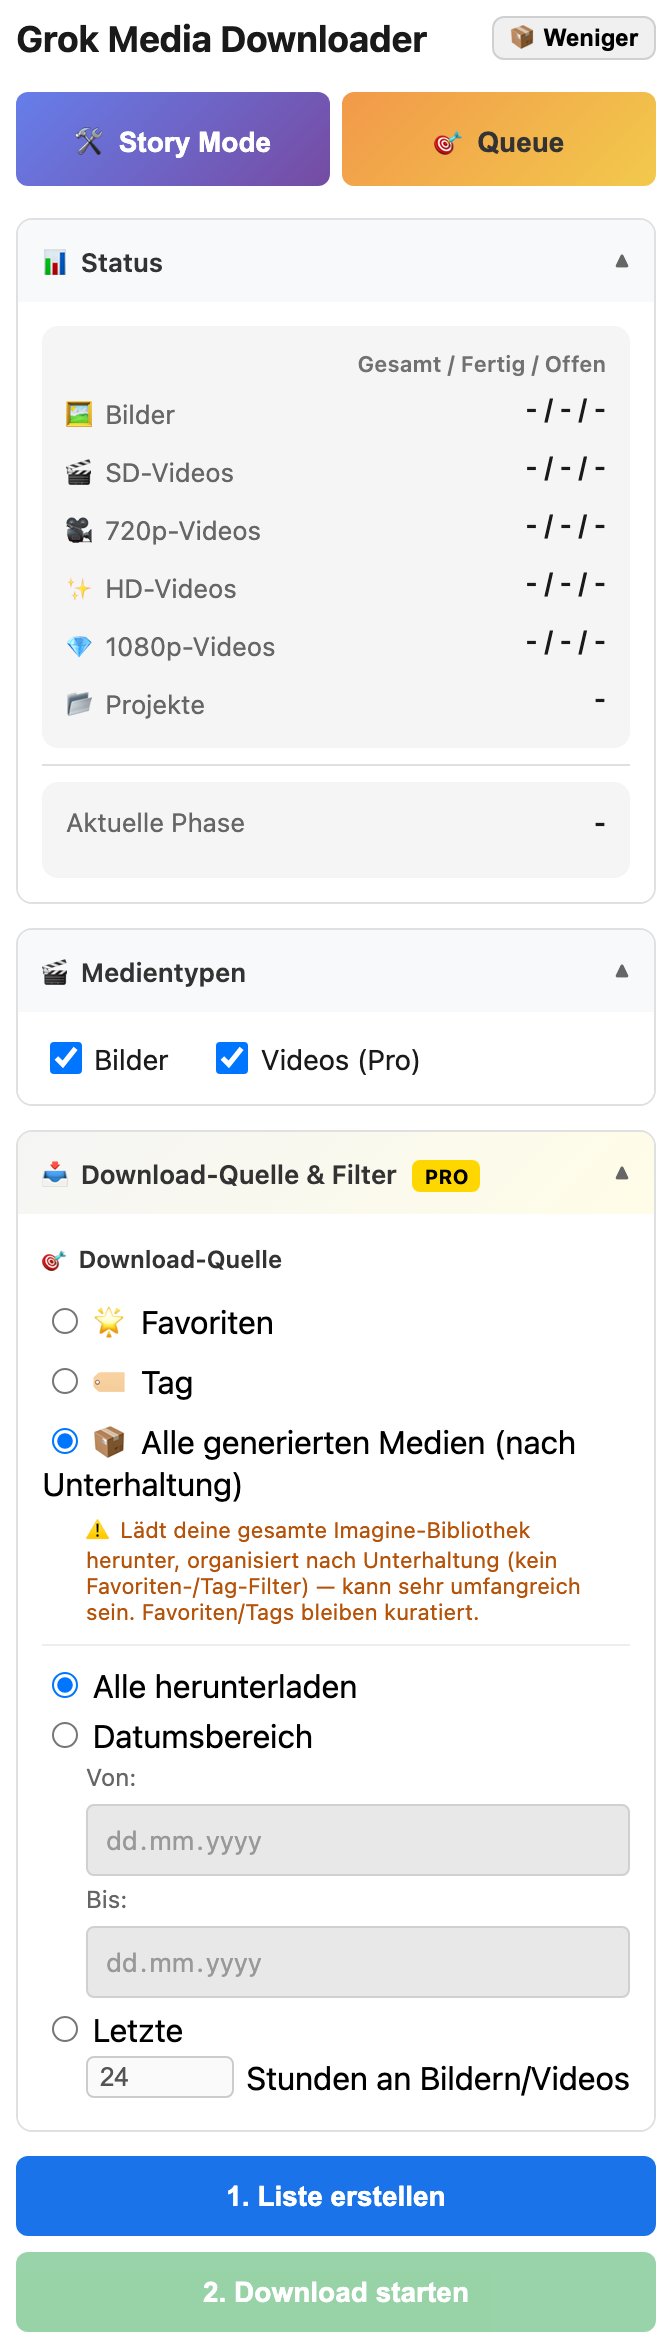 Grok Media Downloader
Weniger
Story Mode
Queue
Status
Gesamt / Fertig / Offen
Bilder - / - / -
SD-Videos - / - / -
720p-Videos - / - / -
HD-Videos - / - / -
1080p-Videos - / - / -
Projekte -
Aktuelle Phase -
Medientypen
Bilder Videos (Pro)
Download-Quelle & Filter PRO
Download-Quelle
Favoriten
Tag
Alle generierten Medien (nach
Unterhaltung)
Lädt deine gesamte Imagine-Bibliothek
herunter, organisiert nach Unterhaltung (kein
Favoriten-/Tag-Filter) — kann sehr umfangreich
sein. Favoriten/Tags bleiben kuratiert.
Alle herunterladen
Datumsbereich
Von:
dd.mm.yyyy
Bis:
dd.mm.yyyy
Letzte
24 Stunden an Bildern/Videos
1. Liste erstellen
2. Download starten